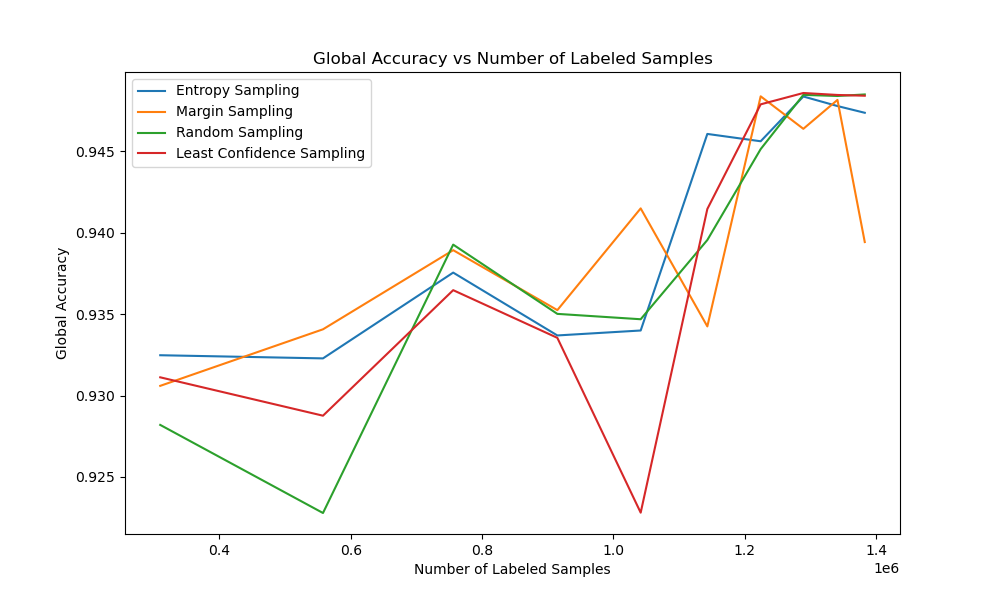 Global Accuracy vs Number of Labeled Samples
Entropy Sampling
Margin Sampling
Random Sampling
Least Confidence Sampling
Global Accuracy
0.945
0.940
0.935
0.930
0.925
0.4 0.6 0.8 1.0 1.2 1.4
1e6
Number of Labeled Samples